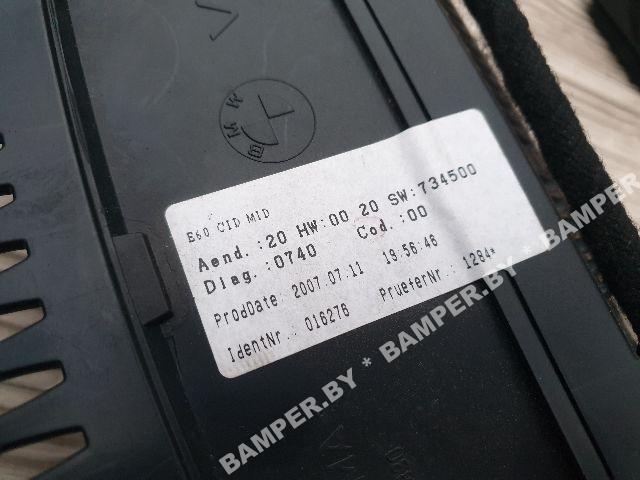 BMW
E60 CID MID
Aend.:20 HW:00 20 SW:734500
Diag.:0740 Cod.:00
ProdDate: 2007.07.11 19:56:46
IdentNr.: 016276 PrueferNr.: 1284*
BAMPER.BY * BAMPER.BY * BAMPER.BY